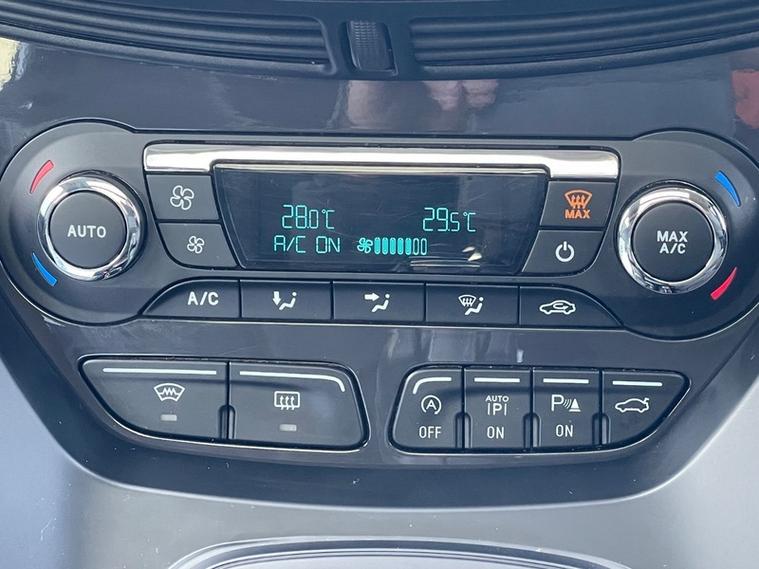 MAX
AUTO
28.0°C 29.5°C
A/C ON
MAX
A/C
A/C
A
OFF
AUTO
P
ON
P
ON